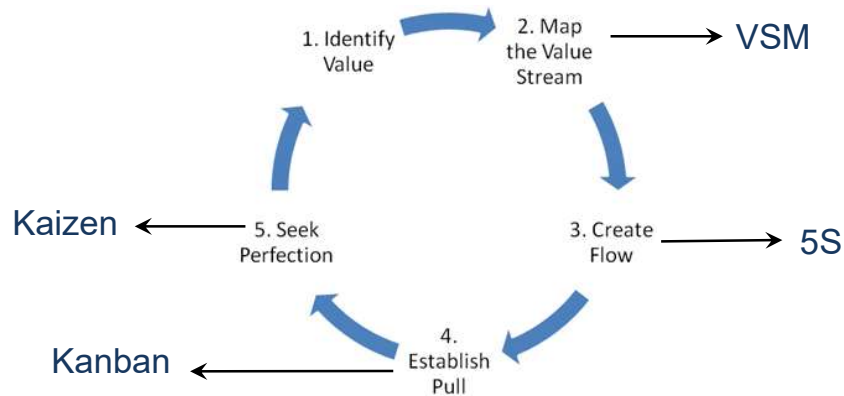 1. Identify
Value
2. Map
the Value
Stream
VSM
3. Create
Flow
5S
4.
Establish
Pull
Kanban
5. Seek
Perfection
Kaizen